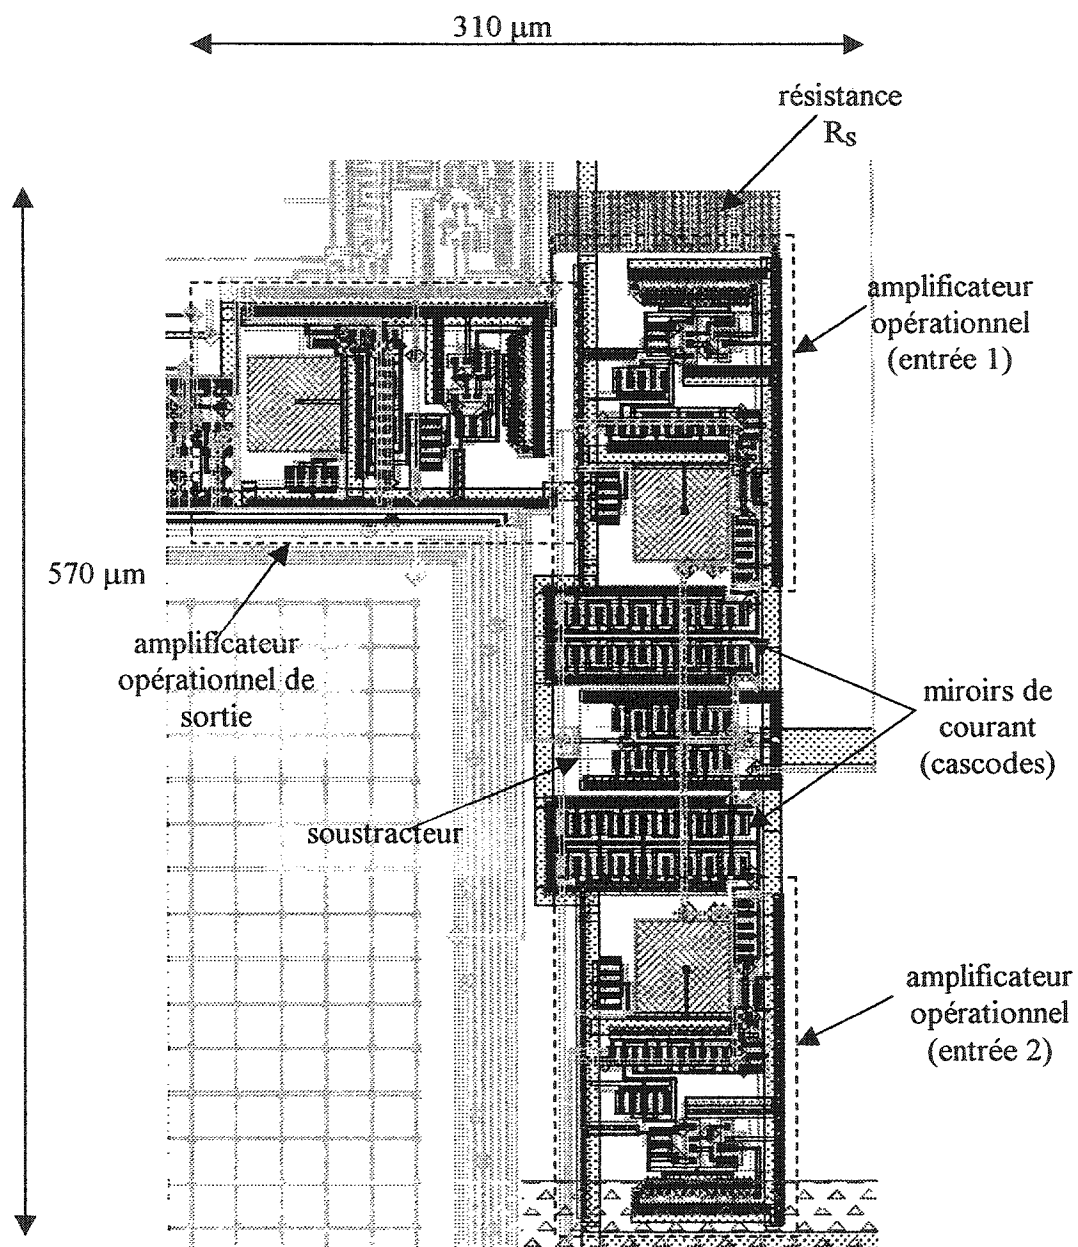 310 µm
résistance
Rs
amplificateur
opérationnel
(entrée 1)
570 µm
amplificateur
opérationnel de
sortie
miroirs de
courant
(cascodes)
soustracteur
amplificateur
opérationnel
(entrée 2)